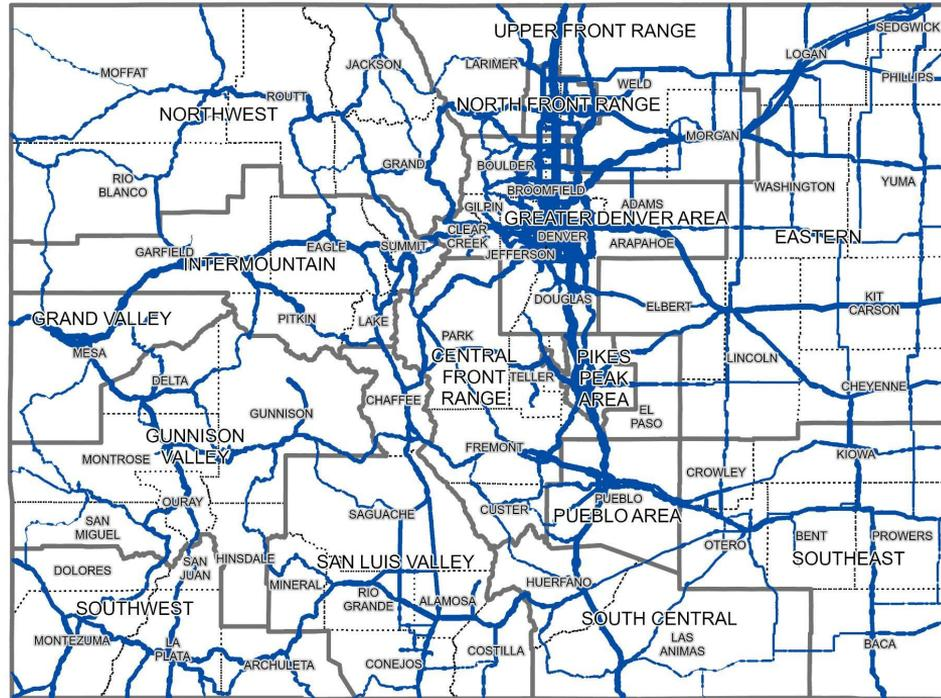 UPPER FRONT RANGE
SEDGWICK
LOGAN
JACKSON
LARIMER
MOFFAT
PHILLIPS
WELD
ROUTT
NORTH FRONT RANGE
NORTHWEST
MORGAN
GRAND
BOULDER
RIO
BLANCO
YUMA
WASHINGTON
BROOMFIELD
ADAMS
GILPIN
GREATER DENVER AREA
CLEAR
CREEK
DENVER
EASTERN
ARAPAHOE
EAGLE
SUMMIT
GARFIELD
JEFFERSON
INTERMOUNTAIN
DOUGLAS
ELBERT
KIT
CARSON
GRAND VALLEY
PITKIN
LAKE
PARK
MESA
CENTRAL
FRONT
RANGE
PIKES
PEAK
AREA
LINCOLN
TELLER
DELTA
CHEYENNE
CHAFFEE
GUNNISON
EL
PASO
GUNNISON
VALLEY
FREMONT
MONTROSE
KIOWA
CROWLEY
PUEBLO
OURAY
CUSTER
SAGUACHE
PUEBLO AREA
SAN
MIGUEL
BENT
PROWERS
OTERO
SOUTHEAST
SAN
JUAN
HINSDALE
SAN LUIS VALLEY
DOLORES
MINERAL
HUERFANO
RIO
GRANDE
ALAMOSA
SOUTHWEST
SOUTH CENTRAL
MONTEZUMA
LA
PLATA
LAS
ANIMAS
BACA
COSTILLA
ARCHULETA
CONEJOS